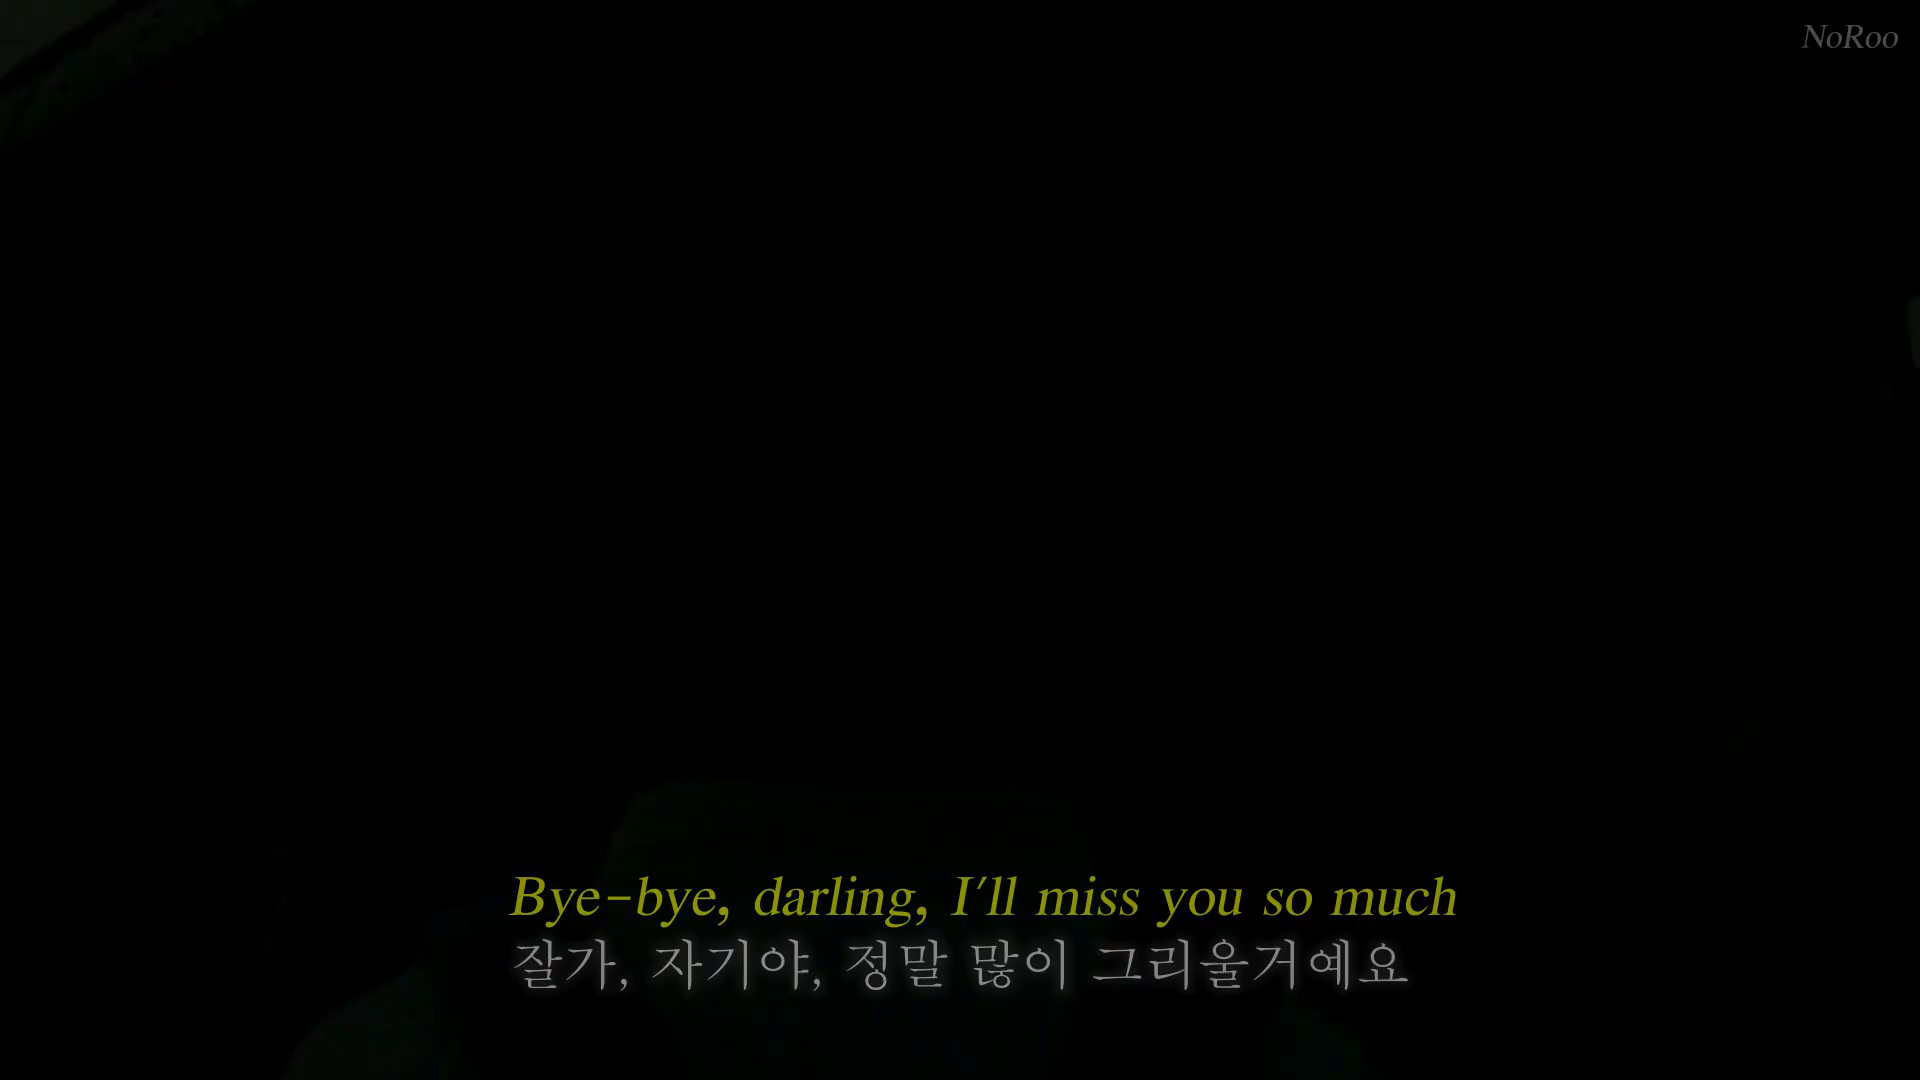 NoRoo
Bye-bye, darling, I'll miss you so much
잘가, 자기야, 정말 많이 그리울거예요